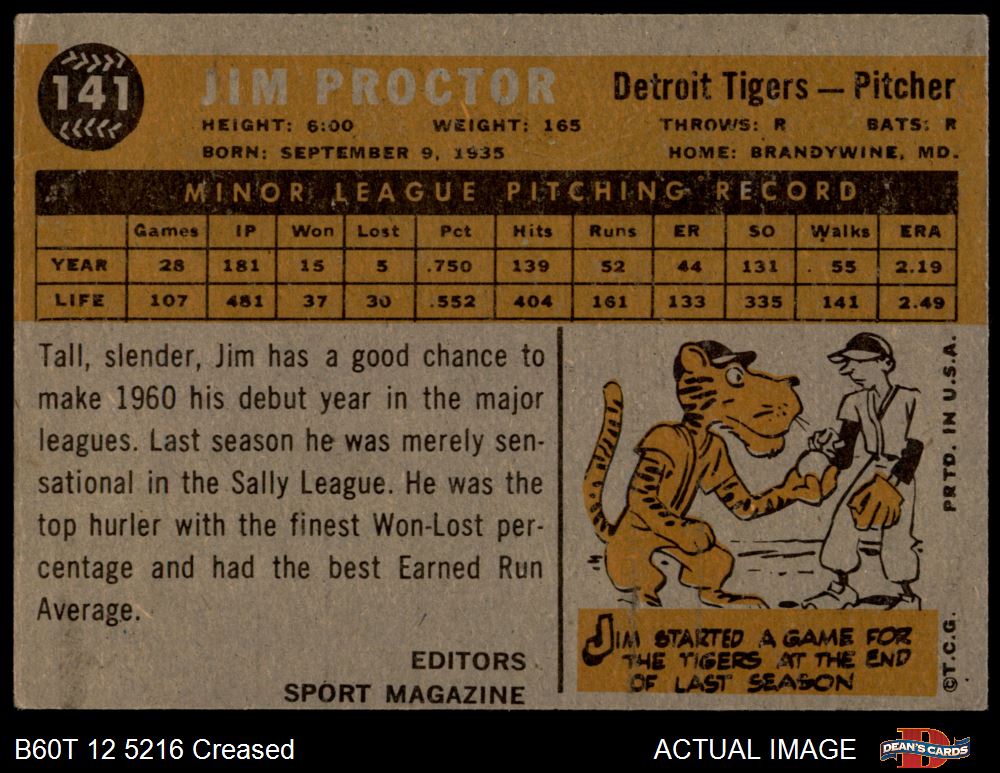 141
JIM PROCTOR
Detroit Tigers — Pitcher
HEIGHT: 6:00 WEIGHT: 165 THROWS: R BATS: R
BORN: SEPTEMBER 9, 1935 HOME: BRANDYWINE, MD.
MINOR LEAGUE PITCHING RECORD
Games IP Won Lost Pct Hits Runs ER SO Walks ERA
YEAR 28 181 15 5 .750 139 52 44 131 55 2.19
LIFE 107 481 37 30 .552 404 161 133 335 141 2.49
Tall, slender, Jim has a good chance to
make 1960 his debut year in the major
leagues. Last season he was merely sen-
sational in the Sally League. He was the
top hurler with the finest Won-Lost per-
centage and had the best Earned Run
Average.
EDITORS
SPORT MAGAZINE
JIM STARTED A GAME FOR
THE TIGERS AT THE END
OF LAST SEASON
PRTD. IN U.S.A.
©T.C.G.
B60T 12 5216 Creased
ACTUAL IMAGE
DEAN'S CARDS